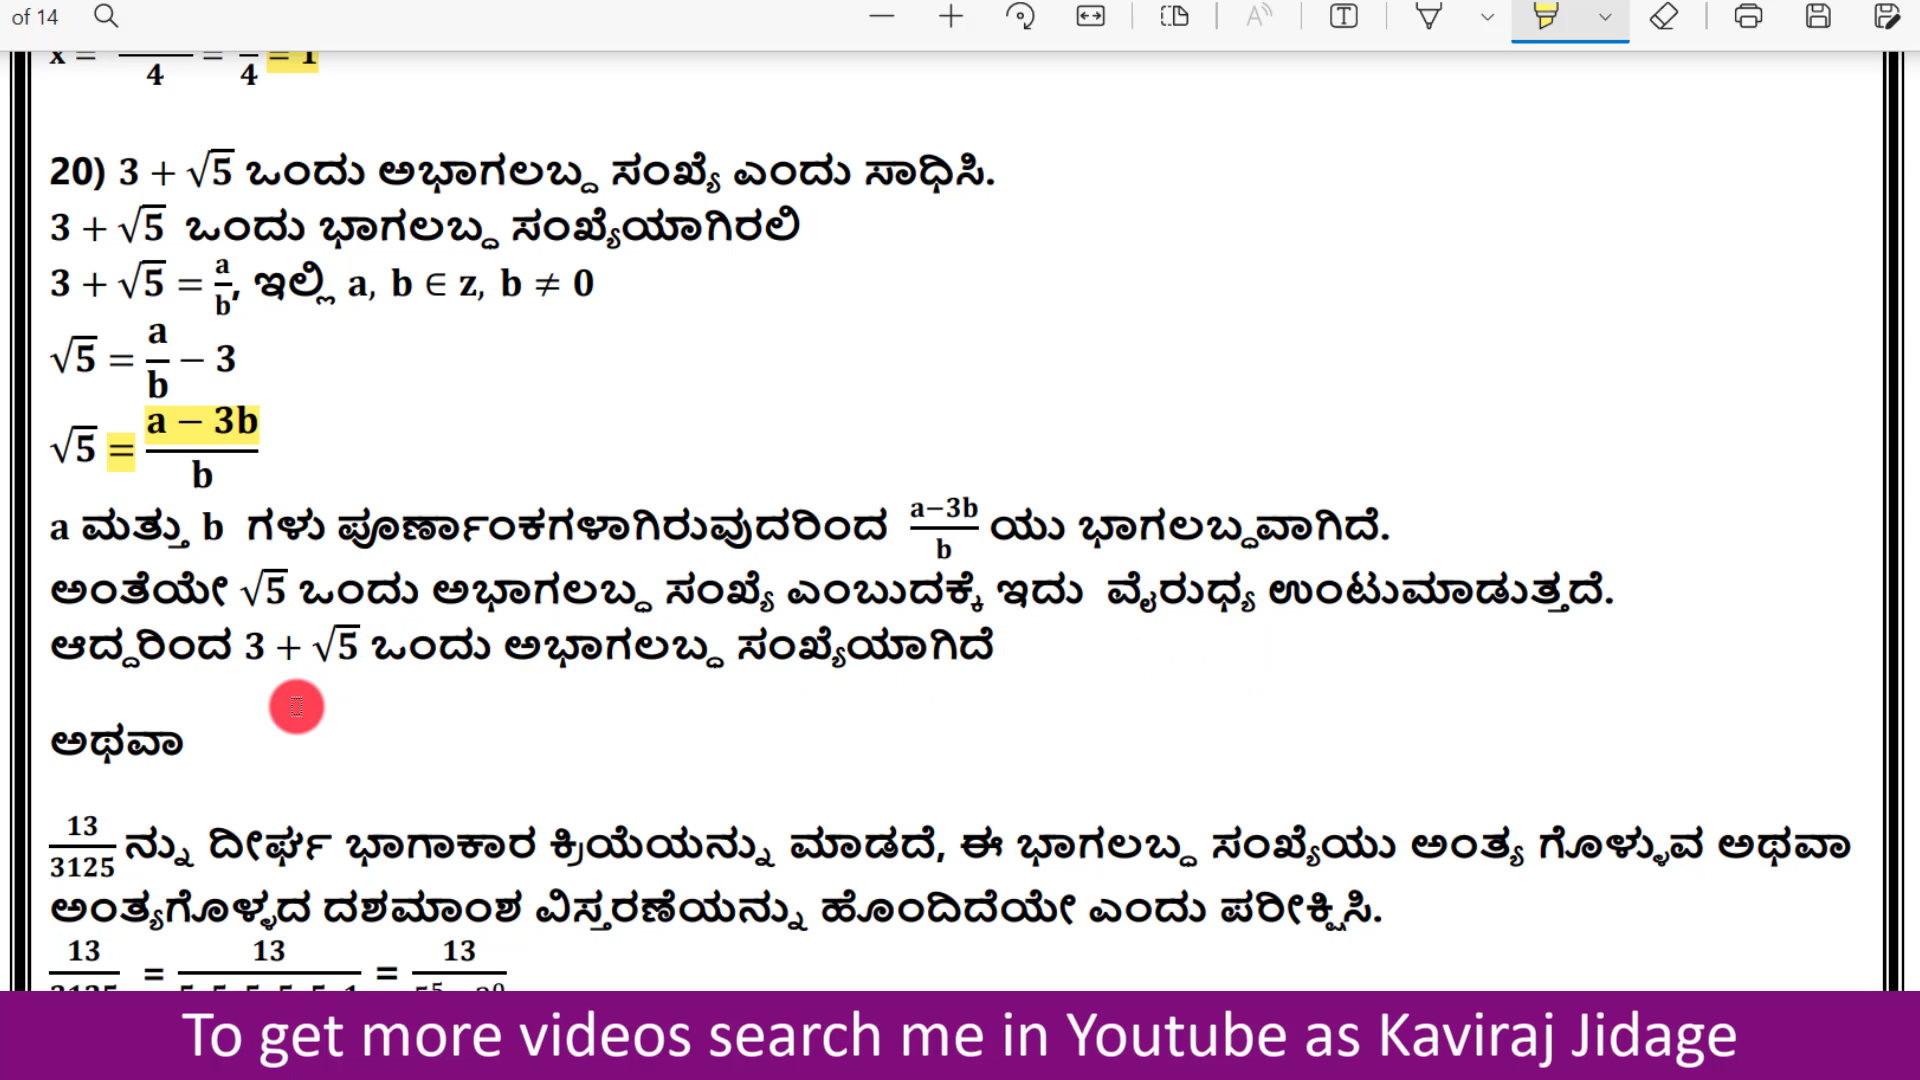 of 14
x = 4 = 4 = 1
20) 3 + √5 ಒಂದು ಅಭಾಗಲಬ್ದ ಸಂಖ್ಯೆ ಎಂದು ಸಾಧಿಸಿ.
3 + √5 ಒಂದು ಭಾಗಲಬ್ಧ ಸಂಖ್ಯೆಯಾಗಿರಲಿ
3 + √5 = a/b, ಇಲ್ಲಿ a, b ∈ z, b ≠ 0
√5 = a/b − 3
√5 = (a − 3b)/b
a ಮತ್ತು b ಗಳು ಪೂರ್ಣಾಂಕಗಳಾಗಿರುವುದರಿಂದ (a−3b)/b ಯು ಭಾಗಲಬ್ಧವಾಗಿದೆ.
ಅಂತೆಯೇ √5 ಒಂದು ಅಭಾಗಲಬ್ಧ ಸಂಖ್ಯೆ ಎಂಬುದಕ್ಕೆ ಇದು ವೈರುಧ್ಯ ಉಂಟುಮಾಡುತ್ತದೆ.
ಆದ್ದರಿಂದ 3 + √5 ಒಂದು ಅಭಾಗಲಬ್ಧ ಸಂಖ್ಯೆಯಾಗಿದೆ
ಅಥವಾ
13/3125 ನ್ನು ದೀರ್ಘ ಭಾಗಾಕಾರ ಕ್ರಿಯೆಯನ್ನು ಮಾಡದೆ, ಈ ಭಾಗಲಬ್ಧ ಸಂಖ್ಯೆಯು ಅಂತ್ಯ ಗೊಳ್ಳುವ ಅಥವಾ
ಅಂತ್ಯಗೊಳ್ಳದ ದಶಮಾಂಶ ವಿಸ್ತರಣೆಯನ್ನು ಹೊಂದಿದೆಯೇ ಎಂದು ಪರೀಕ್ಷಿಸಿ.
13 = 13 = 13
To get more videos search me in Youtube as Kaviraj Jidage